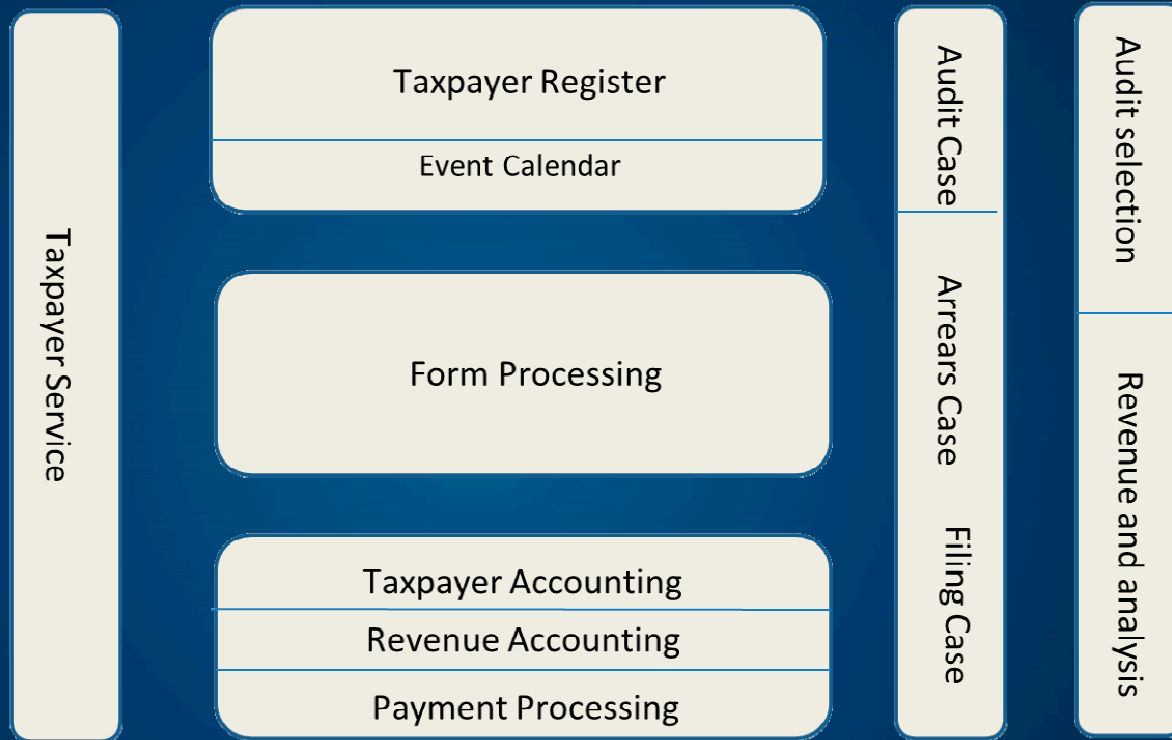 Taxpayer Service
Taxpayer Register
Event Calendar
Form Processing
Taxpayer Accounting
Revenue Accounting
Payment Processing
Audit Case
Arrears Case
Filing Case
Audit selection
Revenue and analysis